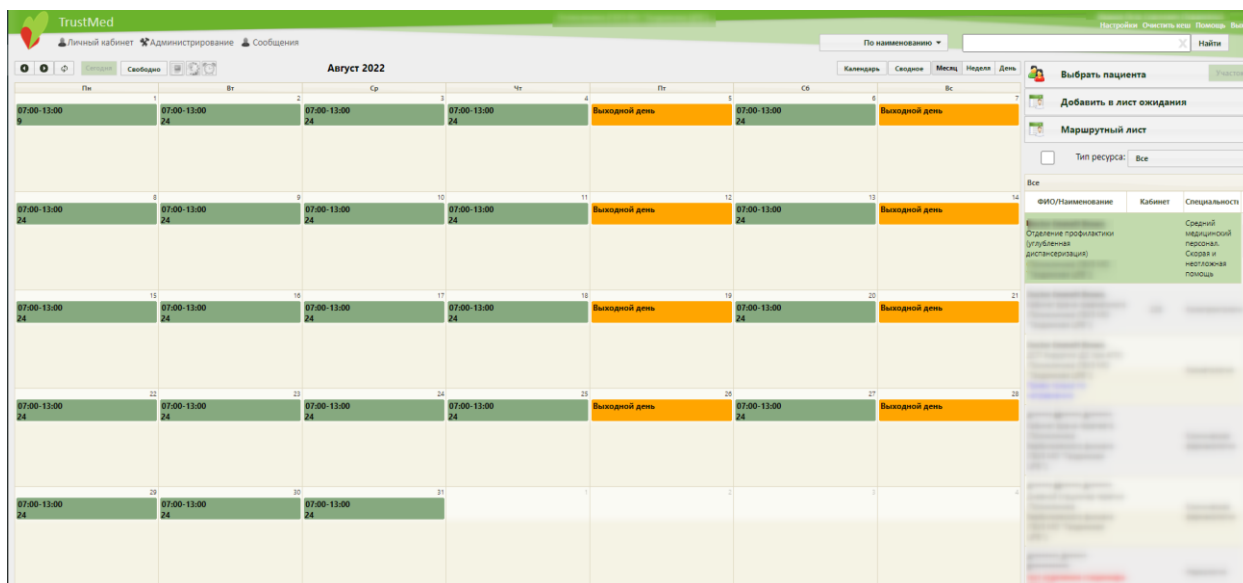 TrustMed
Настройки Очистить кеш Помощь
Личный кабинет Администрирование Сообщения
По наименованию
Найти
Сегодня Свободно
Август 2022
Календарь Сводное Месяц Неделя День
Выбрать пациента
Добавить в лист ожидания
Маршрутный лист
Тип ресурса: Все
Все
ФИО/Наименование Кабинет Специальность
Отделение профилактики
(углубленная
диспансеризация)
Средний
медицинский
персонал.
Скорая и
неотложная
помощь
Пн Вт Ср Чт Пт Сб Вс
1 2 3 4 5 6 7
07:00-13:00 07:00-13:00 07:00-13:00 07:00-13:00 Выходной день 07:00-13:00 Выходной день
9 24 24 24 24
8 9 10 11 12 13 14
07:00-13:00 07:00-13:00 07:00-13:00 07:00-13:00 Выходной день 07:00-13:00 Выходной день
24 24 24 24 24
15 16 17 18 19 20 21
07:00-13:00 07:00-13:00 07:00-13:00 07:00-13:00 Выходной день 07:00-13:00 Выходной день
24 24 24 24 24
22 23 24 25 26 27 28
07:00-13:00 07:00-13:00 07:00-13:00 07:00-13:00 Выходной день 07:00-13:00 Выходной день
24 24 24 24 24
29 30 31 1 2 3 4
07:00-13:00 07:00-13:00 07:00-13:00
24 24 24